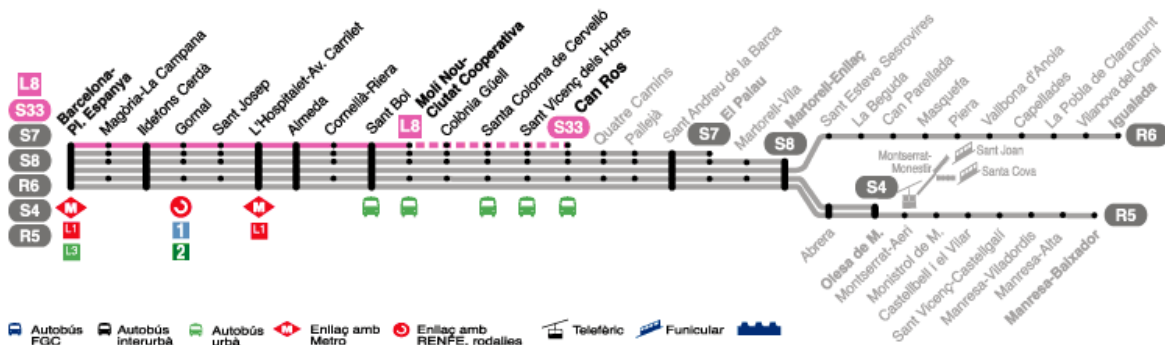 L8
S33
S7
S8
R6
S4
R5
Barcelona-
Pl. Espanya
Magòria-La Campana
Ildefons Cerdà
Gornal
Sant Josep
L'Hospitalet-Av. Carrilet
Almeda
Cornellà-Riera
Sant Boi
Molí Nou-
Ciutat Cooperativa
L8
Colònia Güell
Santa Coloma de Cervelló
Sant Vicenç dels Horts
Can Ros
S33
Quatre Camins
Pallejà
Sant Andreu de la Barca
El Palau
S7
Martorell-Vila
Martorell-Enllaç
S8
Sant Esteve Sesrovires
La Beguda
Can Parellada
Masquefa
Piera
Vallbona d'Anoia
Capellades
La Pobla de Claramunt
Vilanova del Camí
Igualada
R6
Montserrat-
Monestir
Sant Joan
Santa Cova
S4
R5
Abrera
Olesa de M.
Montserrat-Aeri
Monistrol de M.
Castellbell i el Vilar
Sant Vicenç-Castellgalí
Manresa-Viladordis
Manresa-Alta
Manresa-Baixador
M
L1
L3
1
2
M
L1
Autobús
FGC
Autobús
interurbà
Autobús
urbà
M
Enllaç amb
Metro
Enllaç amb
RENFE, rodalies
Telefèric
Funicular